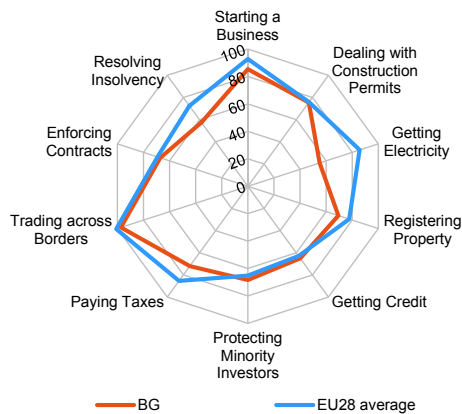 Starting a
Business
Dealing with
Construction
Permits
Getting
Electricity
Registering
Property
Getting Credit
Protecting
Minority
Investors
Paying Taxes
Trading across
Borders
Enforcing
Contracts
Resolving
Insolvency
100
80
60
40
20
0
BG
EU28 average